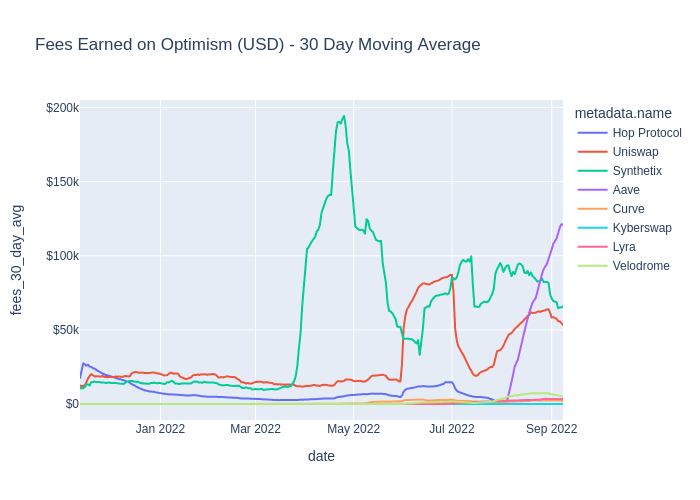 Fees Earned on Optimism (USD) - 30 Day Moving Average
metadata.name
Hop Protocol
Uniswap
Synthetix
Aave
Curve
Kyberswap
Lyra
Velodrome
fees_30_day_avg
$200k
$150k
$100k
$50k
$0
Jan 2022
Mar 2022
May 2022
Jul 2022
Sep 2022
date